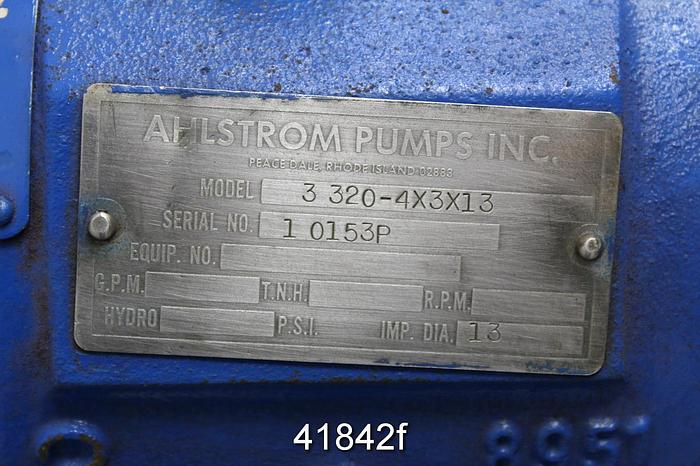 AHLSTROM PUMPS INC.
PEACE DALE, RHODE ISLAND 02883
MODEL 3 320-4X3X13
SERIAL NO. 1 0153P
EQUIP. NO.
G.P.M. T.N.H. R.P.M.
HYDRO P.S.I. IMP. DIA. 13
41842f